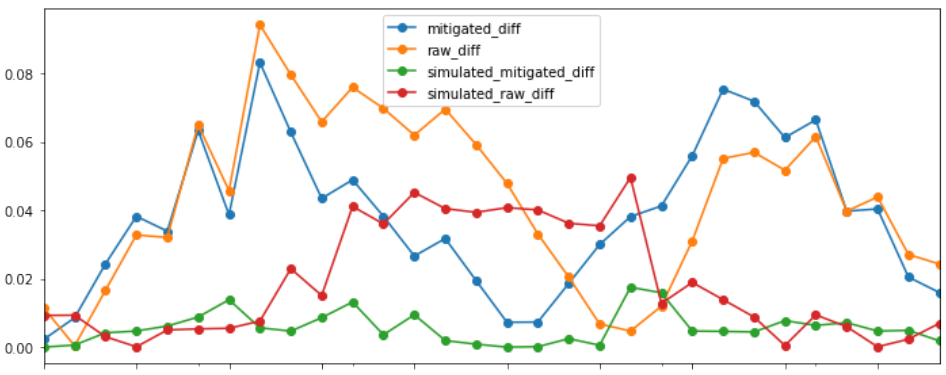 mitigated_diff
raw_diff
simulated_mitigated_diff
simulated_raw_diff
0.08
0.06
0.04
0.02
0.00